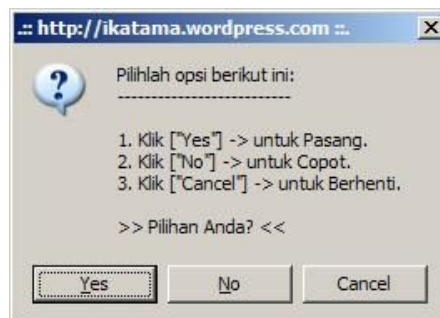 .:: http://ikatama.wordpress.com ::.
Pilihlah opsi berikut ini:
--------------------------
1. Klik ["Yes"] -> untuk Pasang.
2. Klik ["No"] -> untuk Copot.
3. Klik ["Cancel"] -> untuk Berhenti.
>> Pilihan Anda? <<
Yes No Cancel